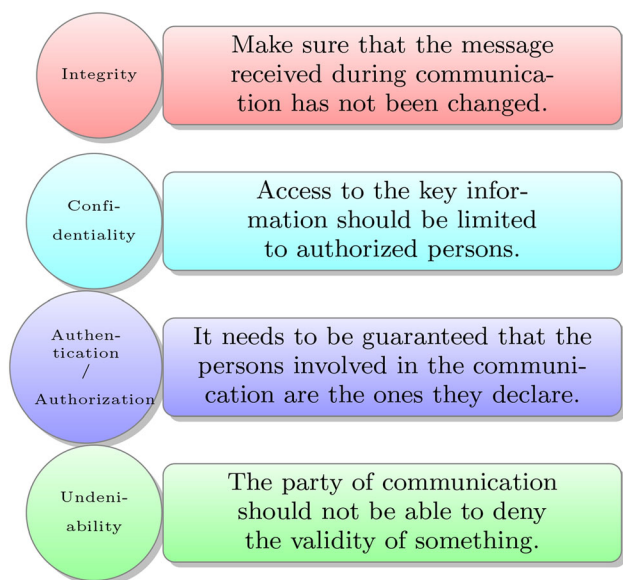 Integrity
Make sure that the message
received during communica-
tion has not been changed.
Confi-
dentiality
Access to the key infor-
mation should be limited
to authorized persons.
Authen-
tication
/
Authorization
It needs to be guaranteed that the
persons involved in the communi-
cation are the ones they declare.
Undeni-
ability
The party of communication
should not be able to deny
the validity of something.